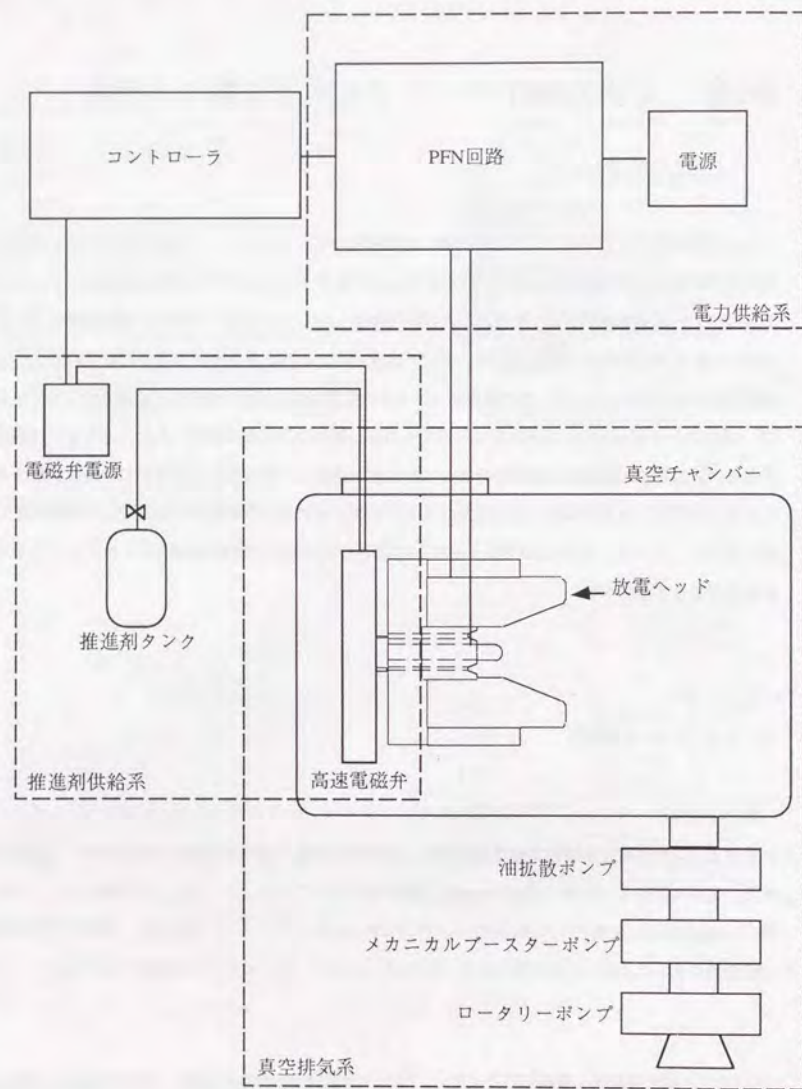 コントローラ
PFN回路
電源
電力供給系
電磁弁電源
真空チャンバー
放電ヘッド
推進剤タンク
推進剤供給系
高速電磁弁
油拡散ポンプ
メカニカルブースターポンプ
ロータリーポンプ
真空排気系